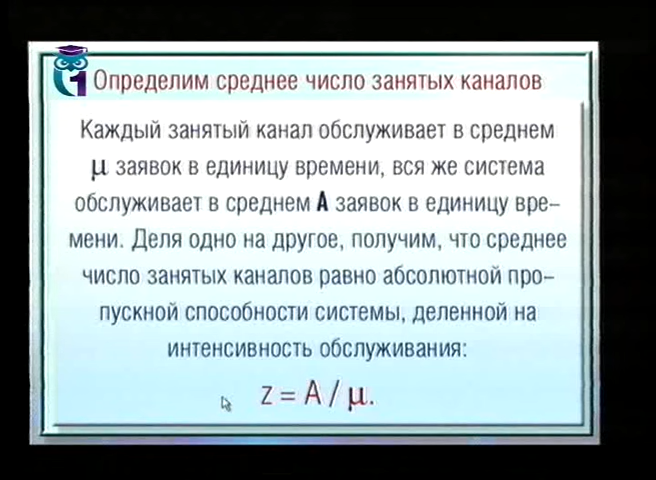 1
Определим среднее число занятых каналов
Каждый занятый канал обслуживает в среднем
μ заявок в единицу времени, вся же система
обслуживает в среднем А заявок в единицу вре–
мени. Деля одно на другое, получим, что среднее
число занятых каналов равно абсолютной про–
пускной способности системы, деленной на
интенсивность обслуживания:
z = A / μ.